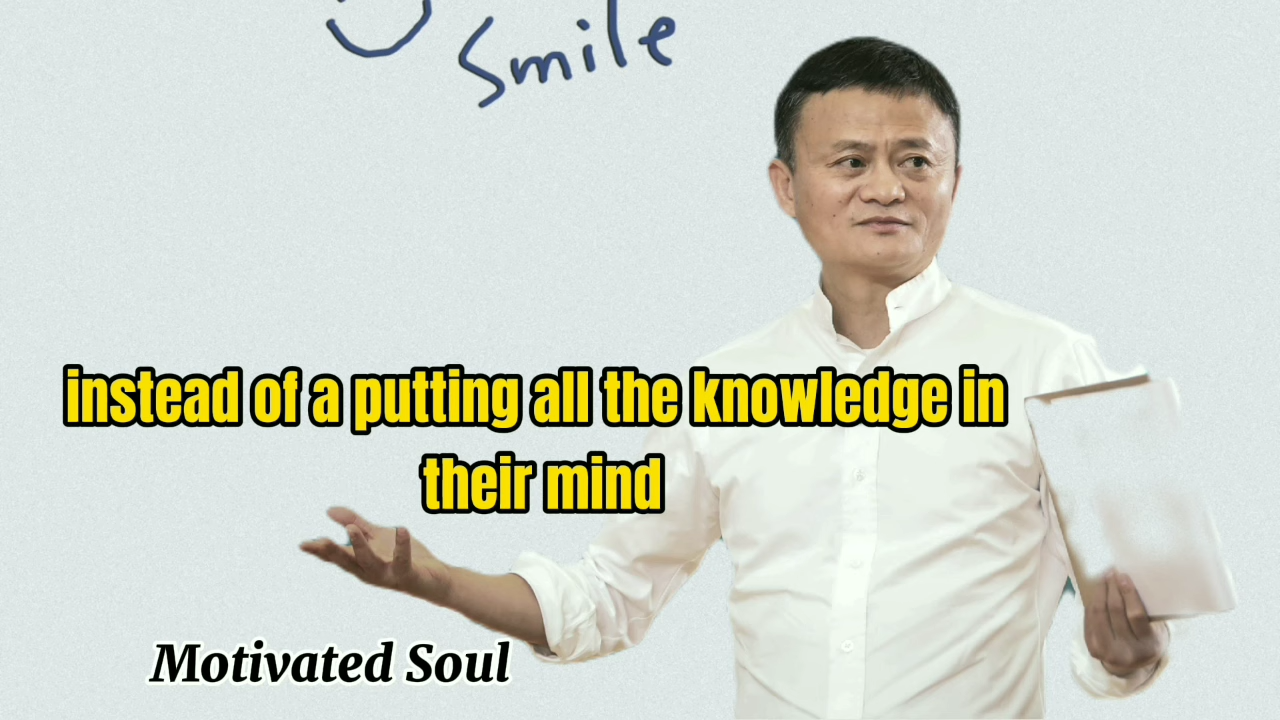 smile
instead of a putting all the knowledge in
their mind
Motivated Soul